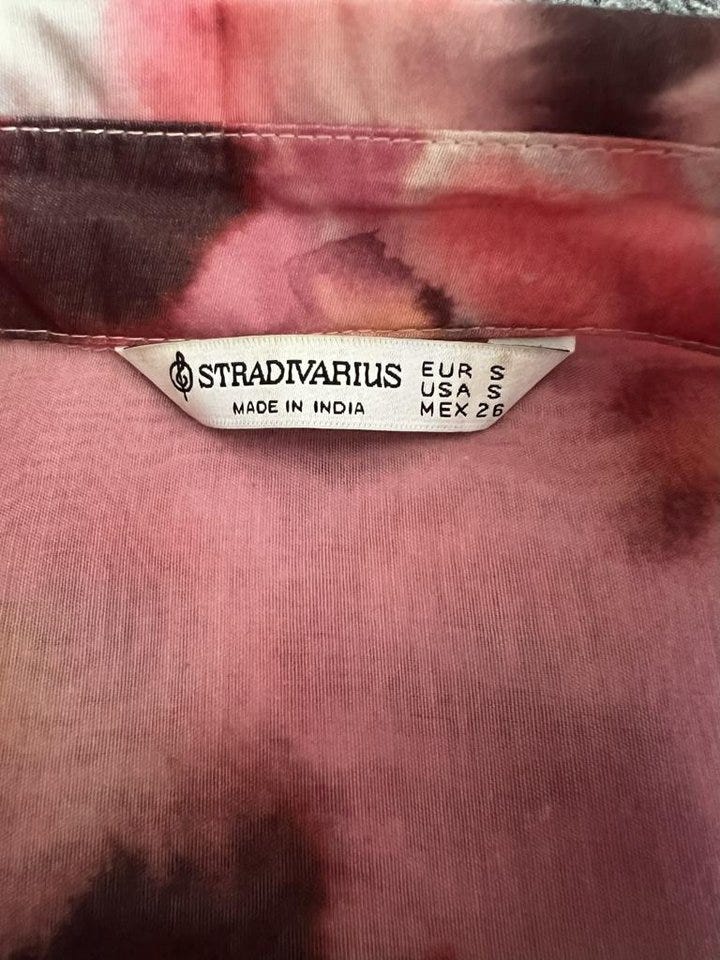 STRADIVARIUS
MADE IN INDIA
EUR S
USA S
MEX 26